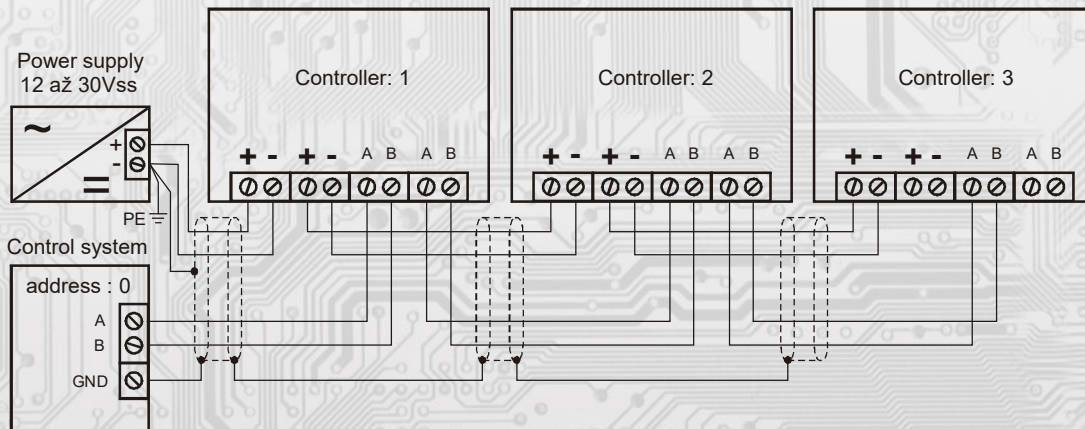 Power supply
12 až 30Vss
~
+
-
=
PE
Controller: 1
+ - + - A B A B
Controller: 2
+ - + - A B A B
Controller: 3
+ - + - A B A B
Control system
address : 0
A
B
GND